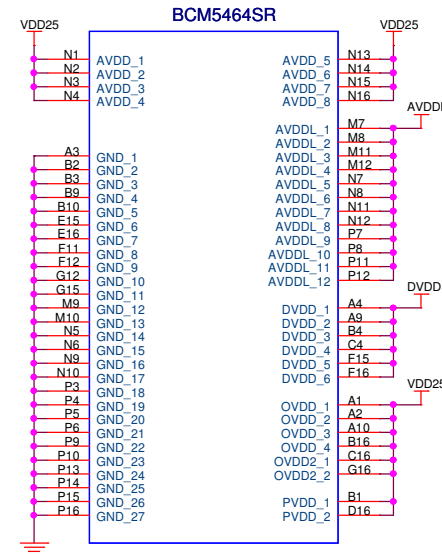 BCM5464SR
VDD25
VDD25
N1 AVDD_1
N2 AVDD_2
N3 AVDD_3
N4 AVDD_4
AVDD_5 N13
AVDD_6 N14
AVDD_7 N15
AVDD_8 N16
AVDDL_1 M7
AVDDL_2 M8
AVDDL_3 M11
AVDDL_4 M12
AVDDL_5 N7
AVDDL_6 N8
AVDDL_7 N11
AVDDL_8 N12
AVDDL_9 P7
AVDDL_10 P8
AVDDL_11 P11
AVDDL_12 P12
A3 GND_1
B2 GND_2
B3 GND_3
B9 GND_4
B10 GND_5
E15 GND_6
E16 GND_7
F11 GND_8
F12 GND_9
G12 GND_10
G15 GND_11
M9 GND_12
M10 GND_13
N5 GND_14
N6 GND_15
N9 GND_16
N10 GND_17
P3 GND_18
P4 GND_19
P5 GND_20
P6 GND_21
P9 GND_22
P10 GND_23
P13 GND_24
P14 GND_25
P15 GND_26
P16 GND_27
DVDD
DVDD_1 A4
DVDD_2 A9
DVDD_3 B4
DVDD_4 C4
DVDD_5 F15
DVDD_6 F16
VDD25
OVDD_1 A1
OVDD_2 A2
OVDD_3 A10
OVDD_4 B16
OVDD2_1 C16
OVDD2_2 G16
PVDD_1 B1
PVDD_2 D16